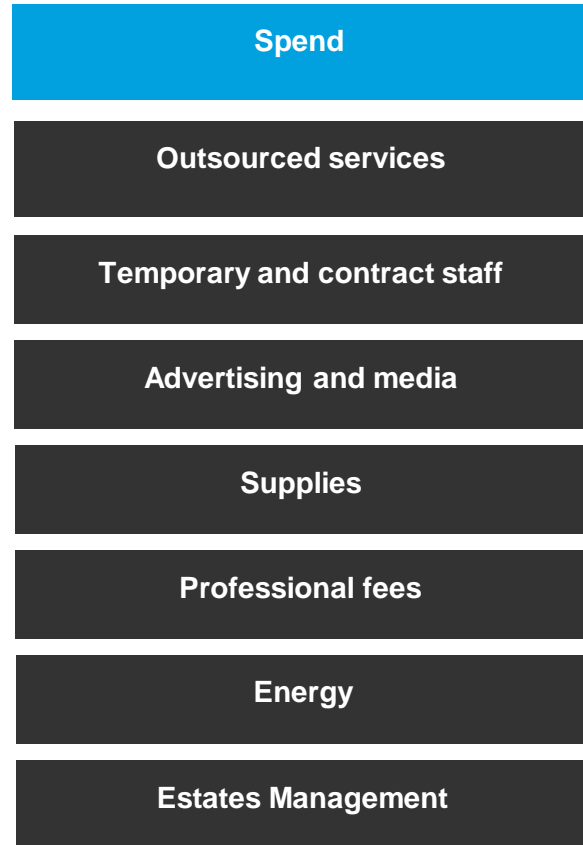 Spend
Outsourced services
Temporary and contract staff
Advertising and media
Supplies
Professional fees
Energy
Estates Management